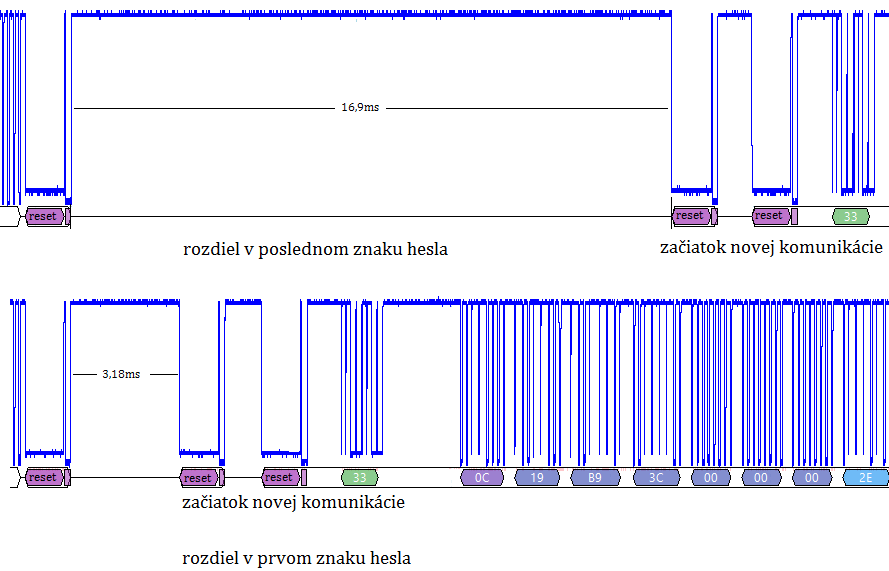 16,9ms
reset reset reset 33
rozdiel v poslednom znaku hesla
začiatok novej komunikácie
3,18ms
reset reset reset 33 0C 19 B9 3C 00 00 00 2E
začiatok novej komunikácie
rozdiel v prvom znaku hesla